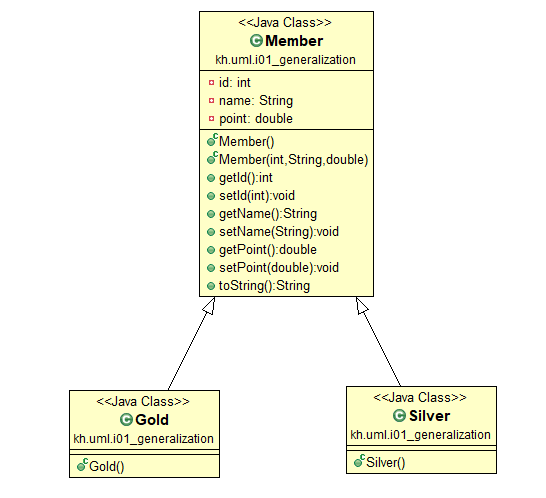 <<Java Class>>
Member
kh.uml.i01_generalization
id: int
name: String
point: double
Member()
Member(int,String,double)
getId():int
setId(int):void
getName():String
setName(String):void
getPoint():double
setPoint(double):void
toString():String
<<Java Class>>
Gold
kh.uml.i01_generalization
Gold()
<<Java Class>>
Silver
kh.uml.i01_generalization
Silver()